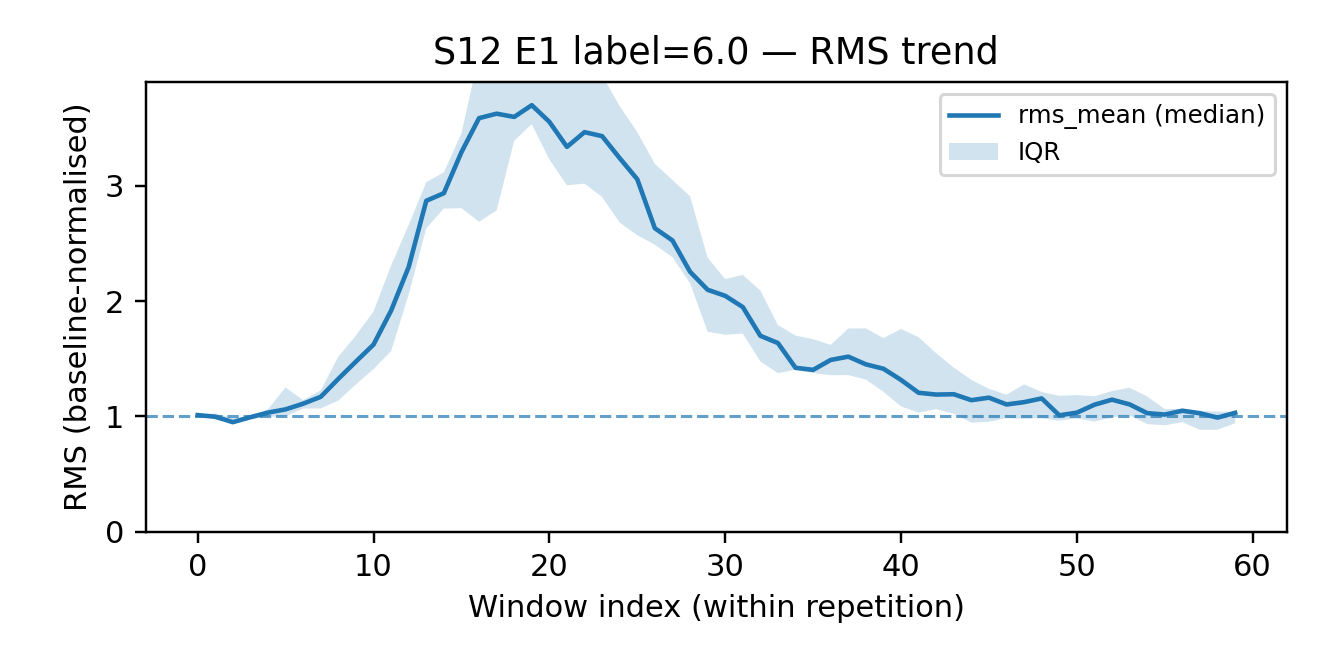 S12 E1 label=6.0 — RMS trend
rms_mean (median)
IQR
RMS (baseline-normalised)
3
2
1
0
0 10 20 30 40 50 60
Window index (within repetition)